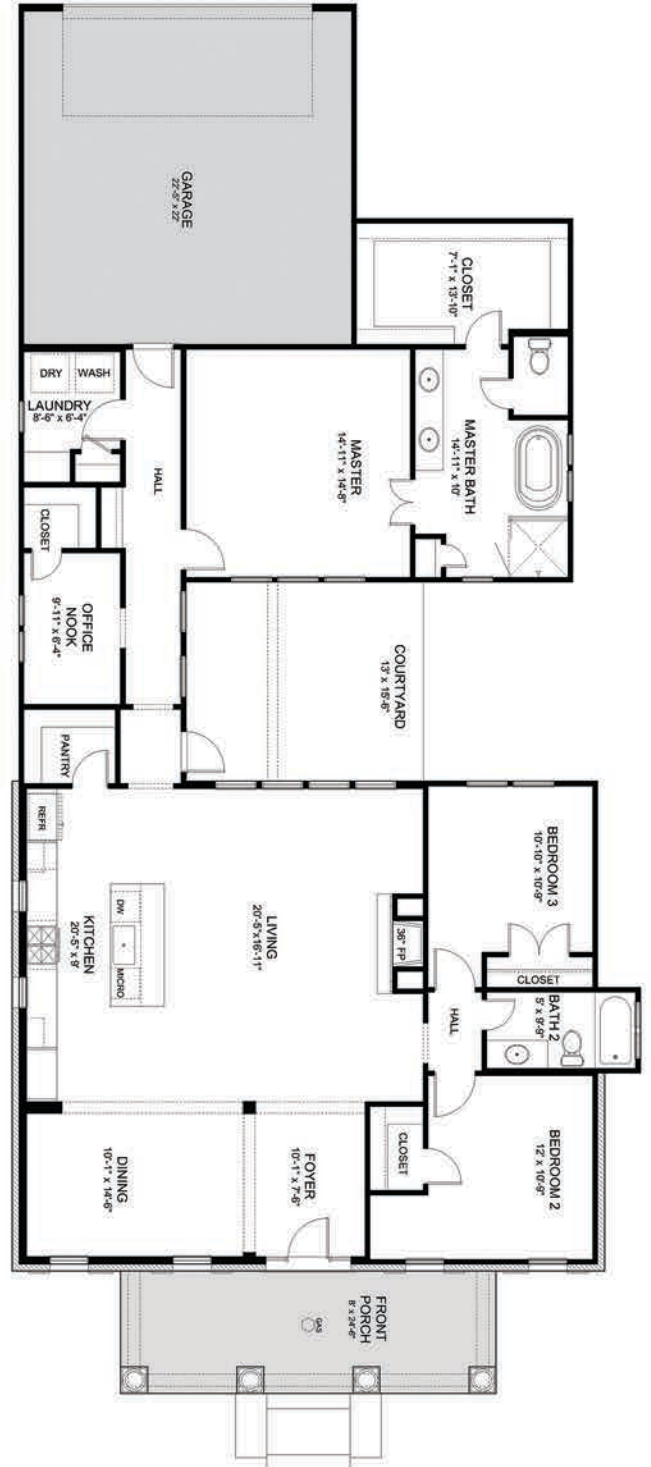 GARAGE
22'-5" x 22'
CLOSET
7'-1" x 13'-10"
DRY
WASH
LAUNDRY
8'-6" x 6'-4"
HALL
MASTER
14'-11" x 14'-8"
MASTER BATH
14'-11" x 10'
CLOSET
OFFICE
NOOK
9'-11" x 6'-4"
COURTYARD
13' x 15'-6"
PANTRY
REFR
KITCHEN
20'-5" x 9'
DW
MICRO
LIVING
20'-5"x16'-11"
36" FP
BEDROOM 3
10'-10" x 10'-9"
CLOSET
HALL
BATH 2
5' x 9'-9"
DINING
10'-1" x 14'-6"
FOYER
10'-1" x 7'-6"
CLOSET
BEDROOM 2
12' x 10'-9"
FRONT
PORCH
8' x 24'-6"
GAS